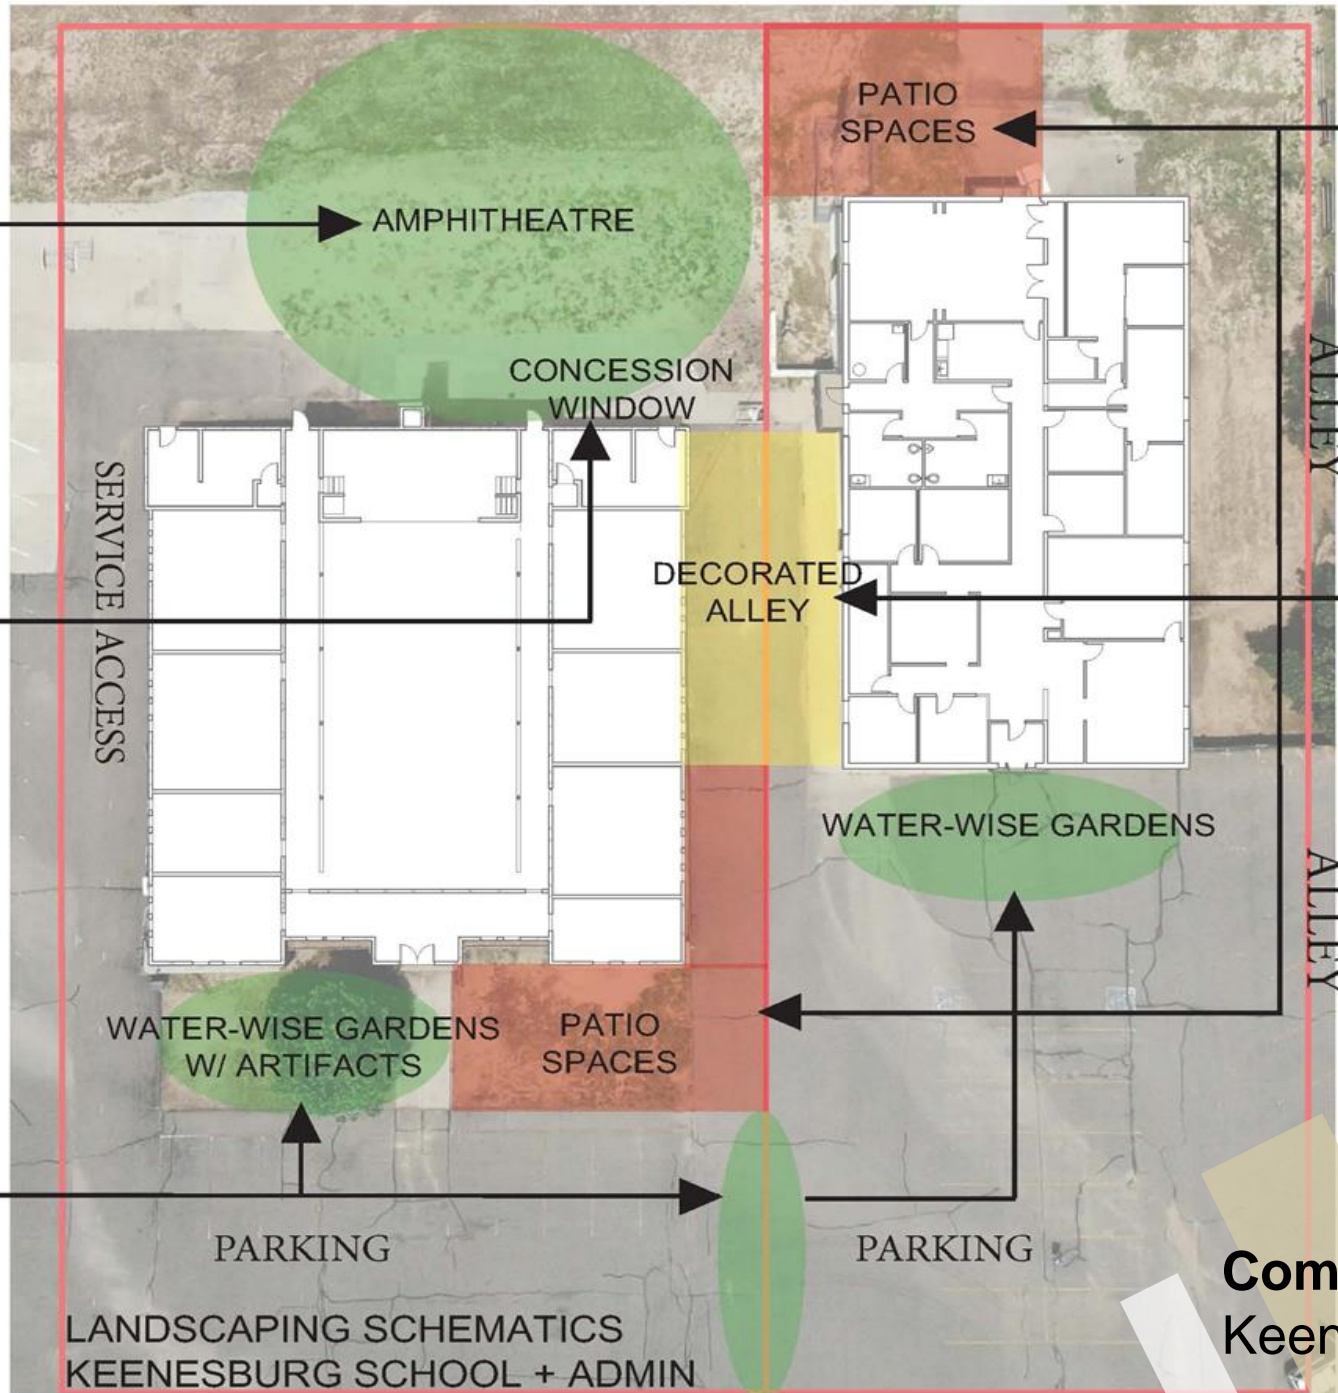 PATIO
SPACES
AMPHITHEATRE
CONCESSION
WINDOW
ALLEY
SERVICE ACCESS
DECORATED
ALLEY
WATER-WISE GARDENS
ALLEY
WATER-WISE GARDENS
W/ ARTIFACTS
PATIO
SPACES
PARKING
PARKING
LANDSCAPING SCHEMATICS
KEENESBURG SCHOOL + ADMIN
Com
Keen